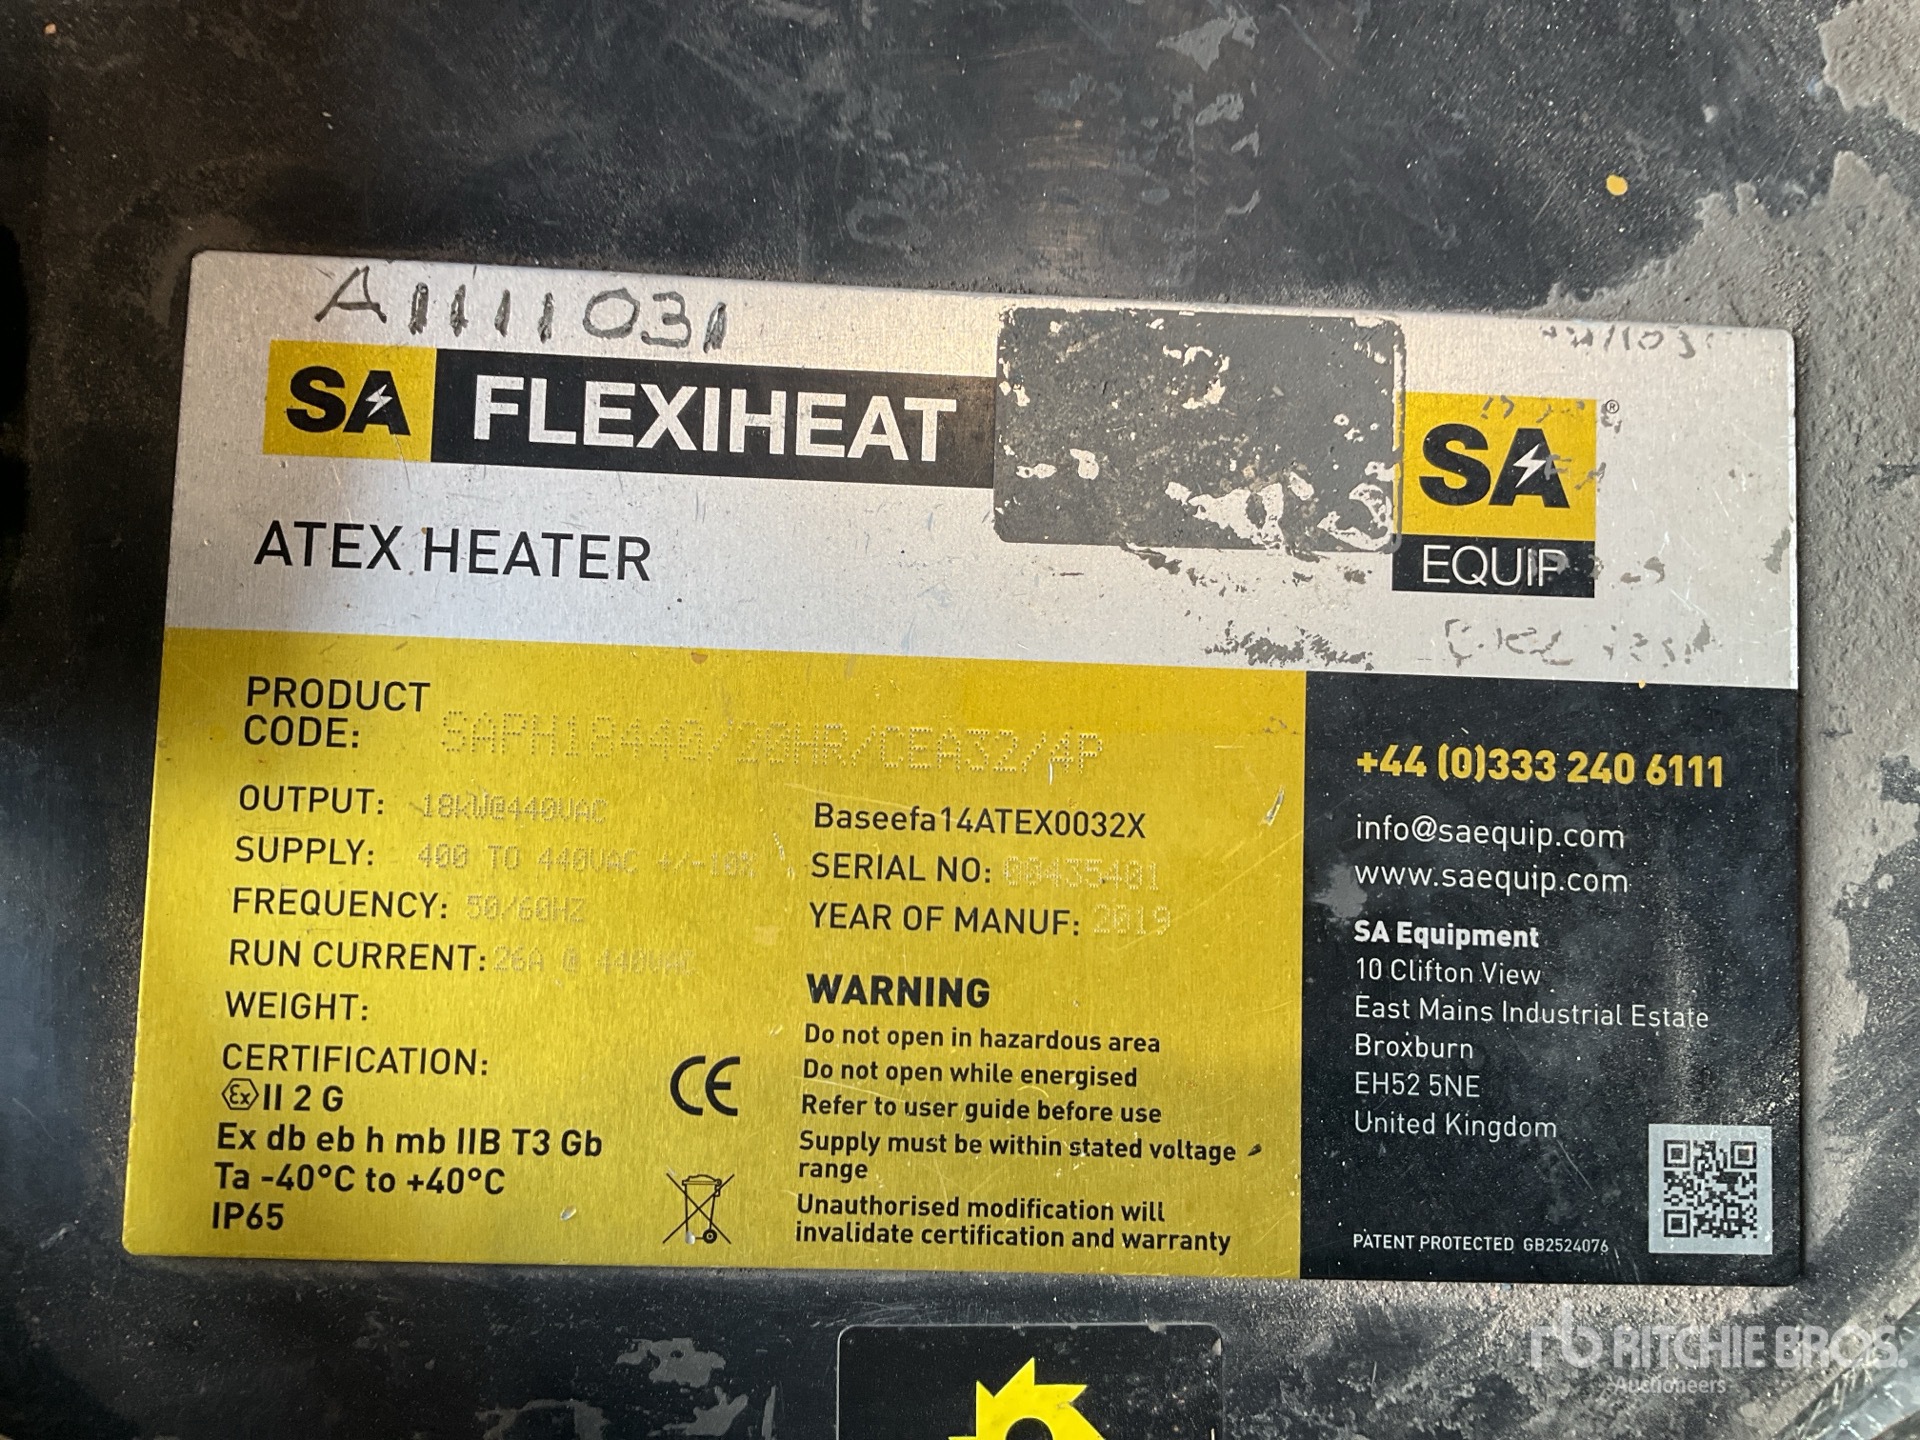 A1111031
SA FLEXIHEAT
SA ®
EQUIP
ATEX HEATER
PRODUCT
CODE: SAPH18440/26HR/CEA32/4P
OUTPUT: 18kW@440VAC
SUPPLY: 400 TO 440VAC +/-10%
FREQUENCY: 50/60HZ
RUN CURRENT: 26A @ 440VAC
WEIGHT:
CERTIFICATION:
Ex II 2 G
Ex db eb h mb IIB T3 Gb
Ta -40°C to +40°C
IP65
CE
Baseefa14ATEX0032X
SERIAL NO: 00435401
YEAR OF MANUF: 2019
WARNING
Do not open in hazardous area
Do not open while energised
Refer to user guide before use
Supply must be within stated voltage
range
Unauthorised modification will
invalidate certification and warranty
+44 (0)333 240 6111
info@saequip.com
www.saequip.com
SA Equipment
10 Clifton View
East Mains Industrial Estate
Broxburn
EH52 5NE
United Kingdom
PATENT PROTECTED GB2524076
rb RITCHIE BROS.
Auctioneers